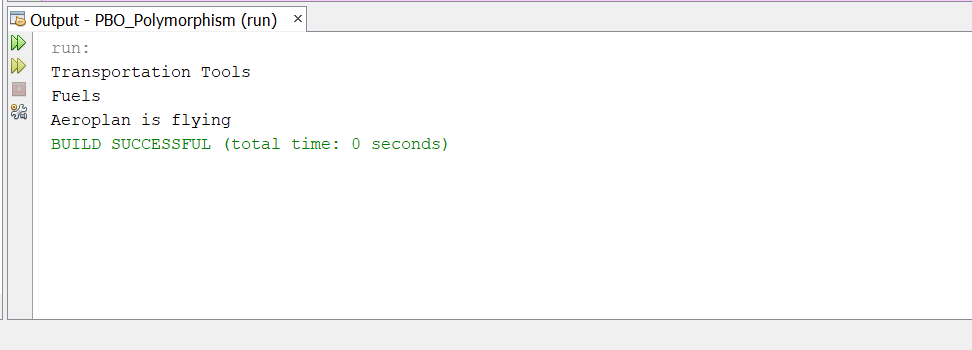 Output - PBO_Polymorphism (run) ×
run:
Transportation Tools
Fuels
Aeroplan is flying
BUILD SUCCESSFUL (total time: 0 seconds)